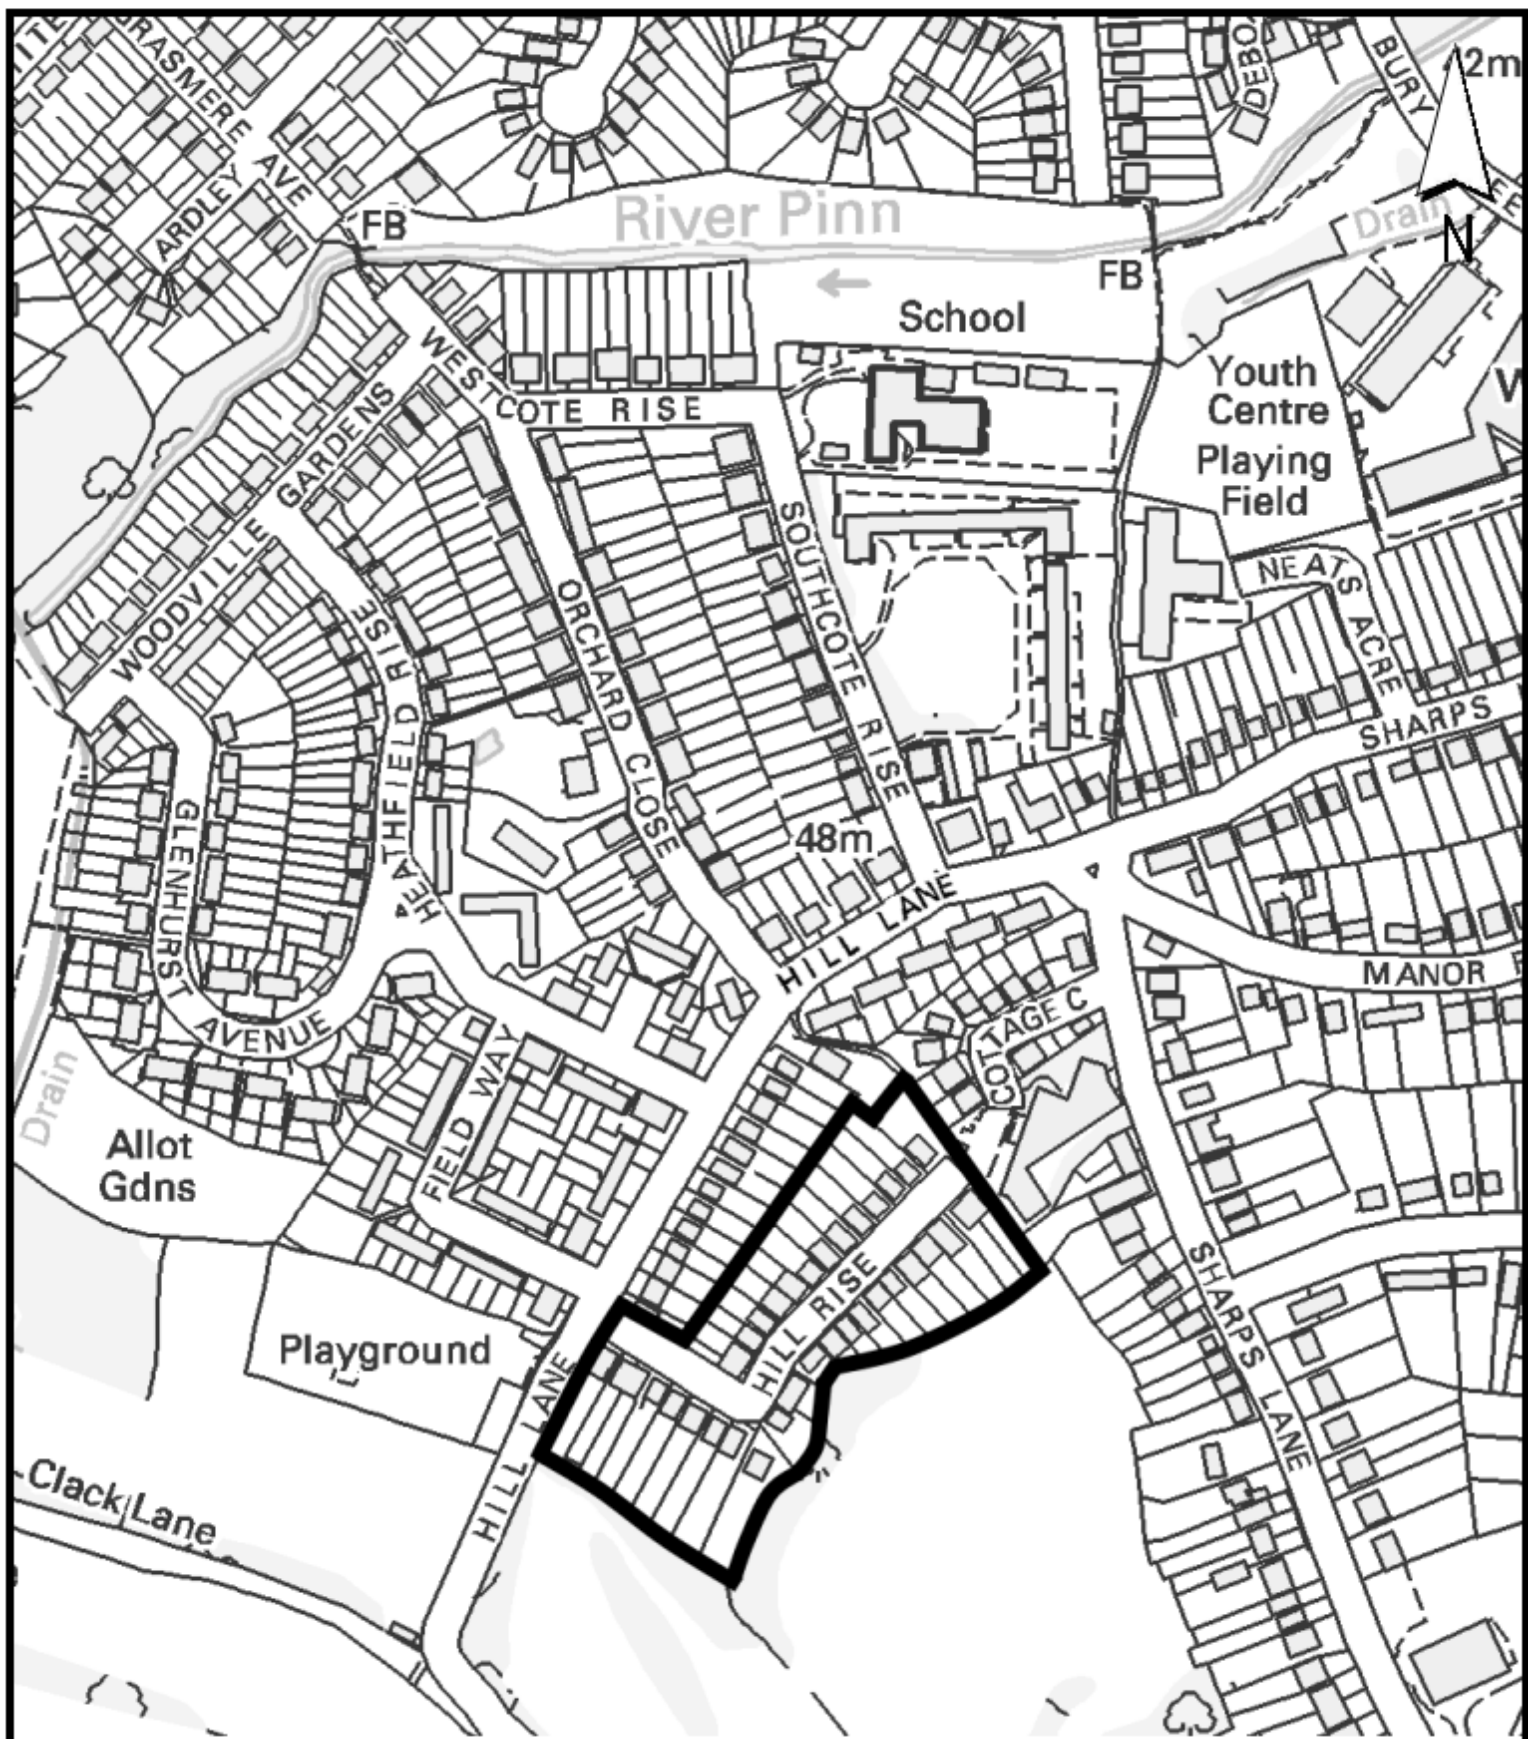 GRASMERE AVE
DEBO
BURY
42m
ARDLEY
FB
River Pinn
Drain
N
FB
School
WESTCOTE RISE
Youth
Centre
Playing
Field
W
WOODVILLE GARDENS
SOUTHCOTE RISE
ORCHARD CLOSE
NEATS ACRE
HEATHFIELD RISE
SHARPS
GLENHURST
AVENUE
48m
HILL LANE
MANOR
COTTAGE C
FIELD WAY
Drain
Allot
Gdns
HILL RISE
SHARPS LANE
Playground
HILL LANE
Clack Lane